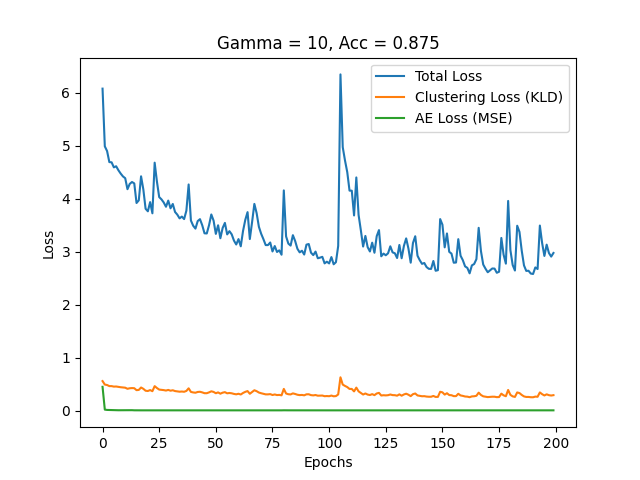 Gamma = 10, Acc = 0.875
Total Loss
Clustering Loss (KLD)
AE Loss (MSE)
Loss
6
5
4
3
2
1
0
0 25 50 75 100 125 150 175 200
Epochs